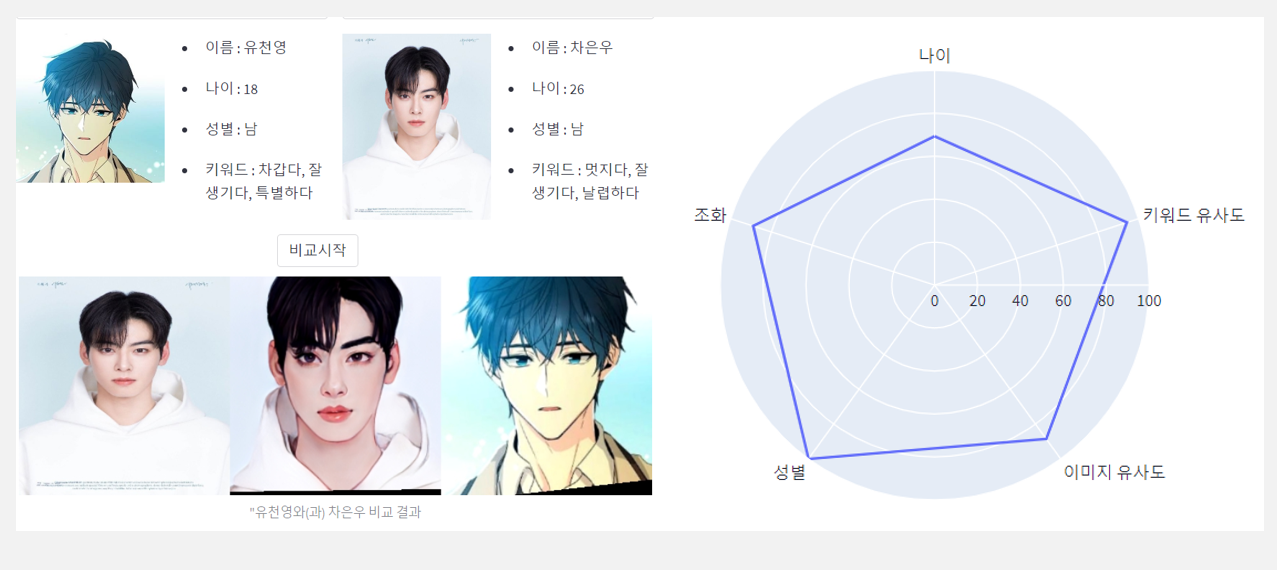 이름 : 유천영
나이 : 18
성별 : 남
키워드 : 차갑다, 잘
생기다, 특별하다
이름 : 차은우
나이 : 26
성별 : 남
키워드 : 멋지다, 잘
생기다, 날렵하다
비교시작
"유천영와(과) 차은우 비교 결과
나이
조화
키워드 유사도
0 20 40 60 80 100
성별
이미지 유사도